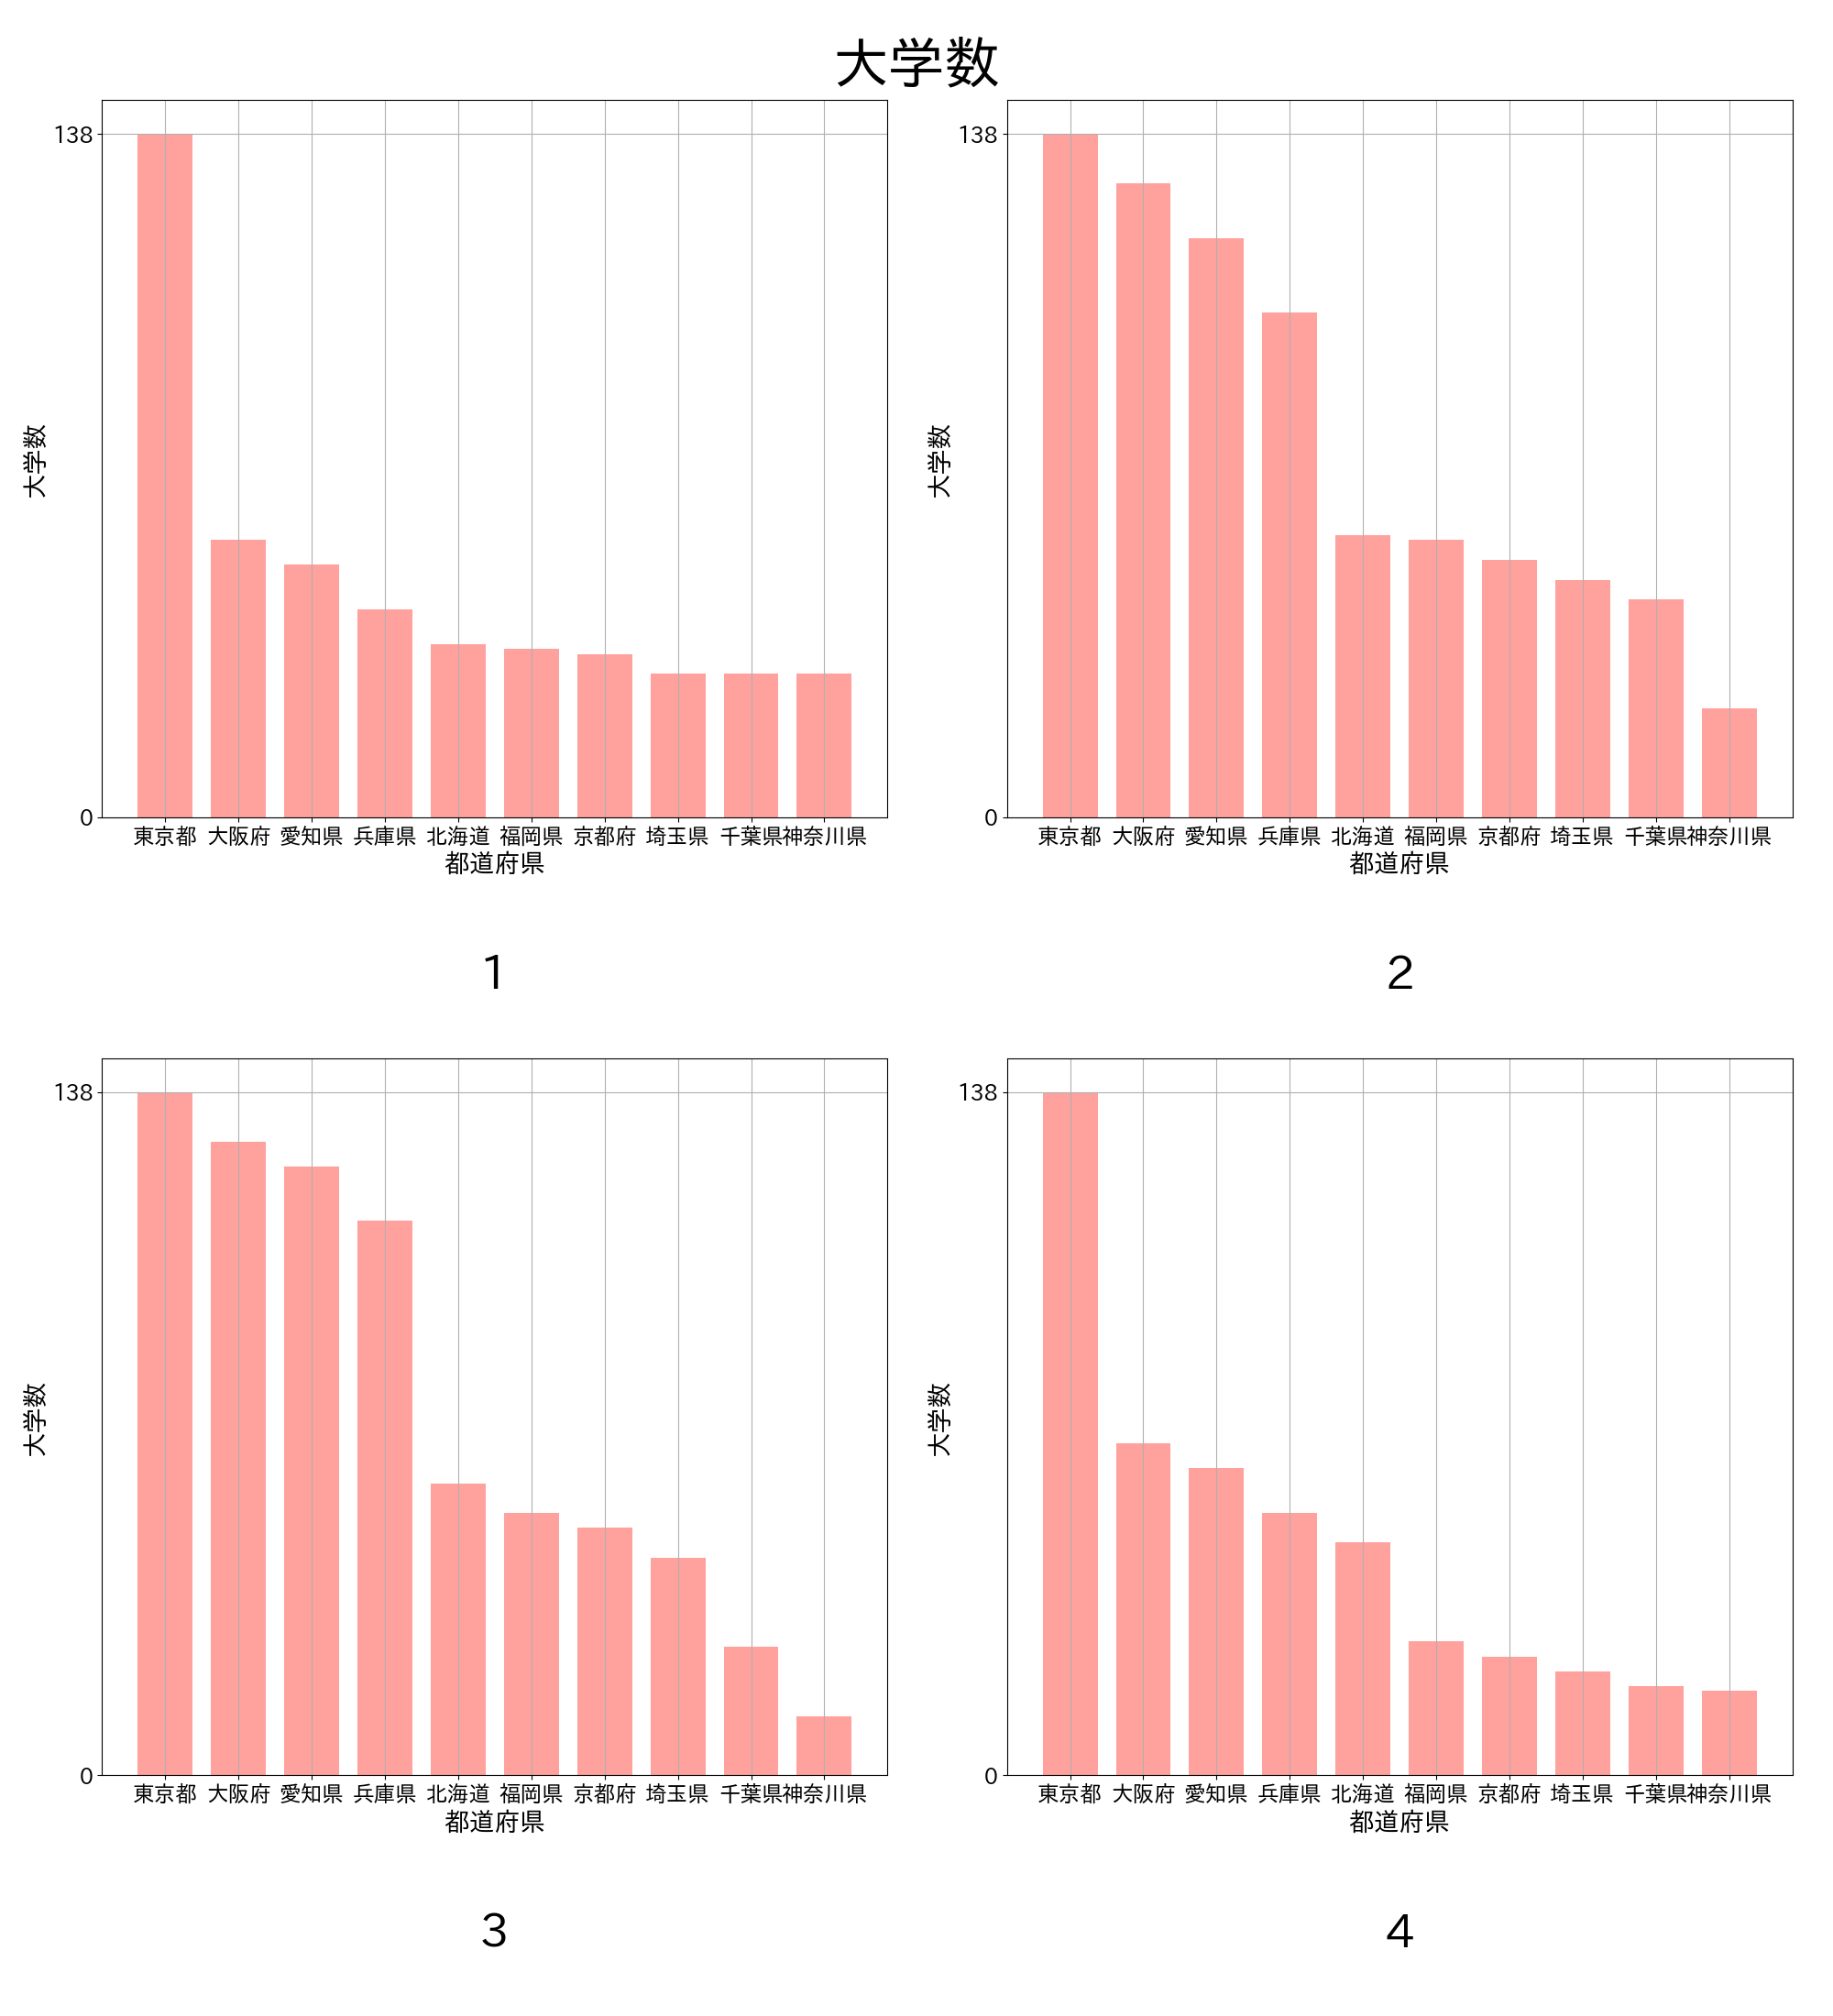 大学数
138
0
大学数
東京都 大阪府 愛知県 兵庫県 北海道 福岡県 京都府 埼玉県 千葉県 神奈川県
都道府県
1
138
0
大学数
東京都 大阪府 愛知県 兵庫県 北海道 福岡県 京都府 埼玉県 千葉県 神奈川県
都道府県
2
138
0
大学数
東京都 大阪府 愛知県 兵庫県 北海道 福岡県 京都府 埼玉県 千葉県 神奈川県
都道府県
3
138
0
大学数
東京都 大阪府 愛知県 兵庫県 北海道 福岡県 京都府 埼玉県 千葉県 神奈川県
都道府県
4